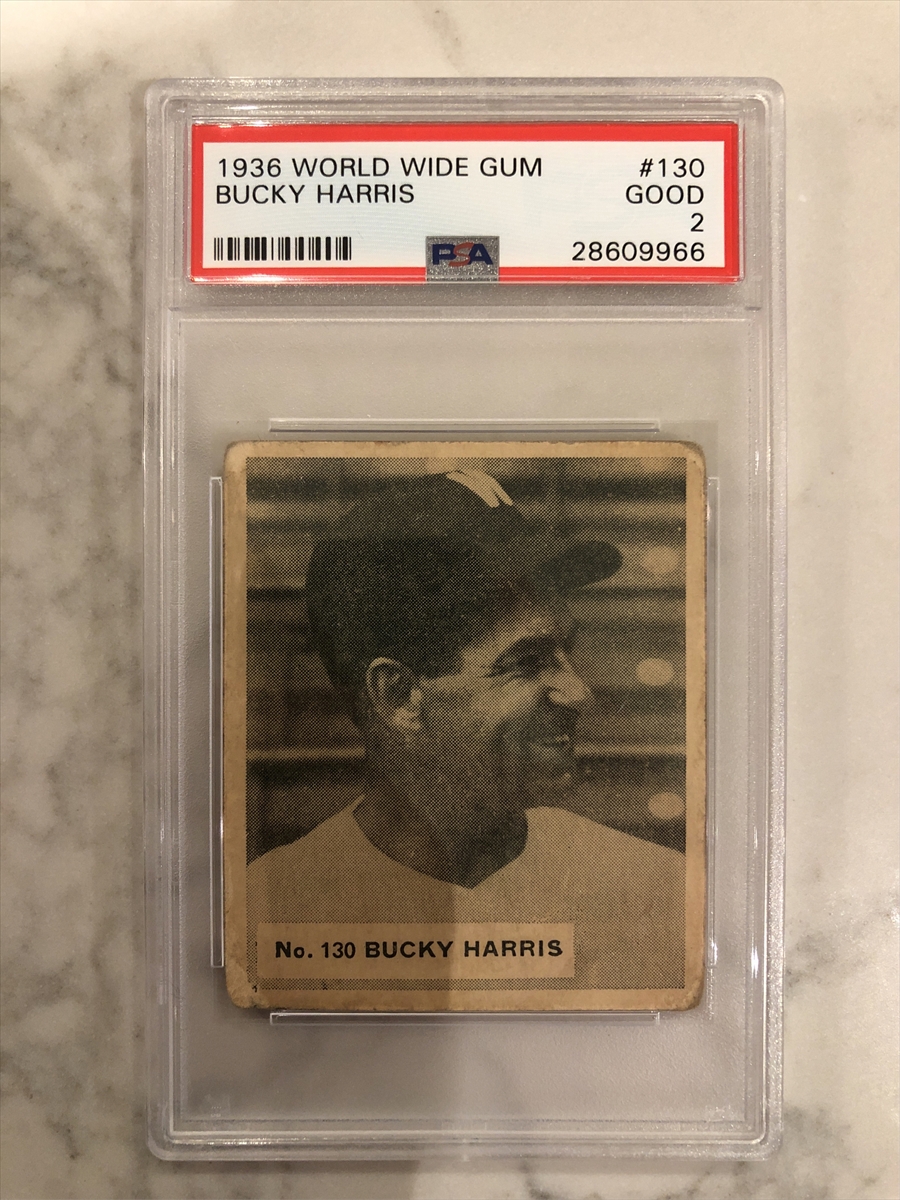 1936 WORLD WIDE GUM #130
BUCKY HARRIS GOOD
2
PSA 28609966
No. 130 BUCKY HARRIS